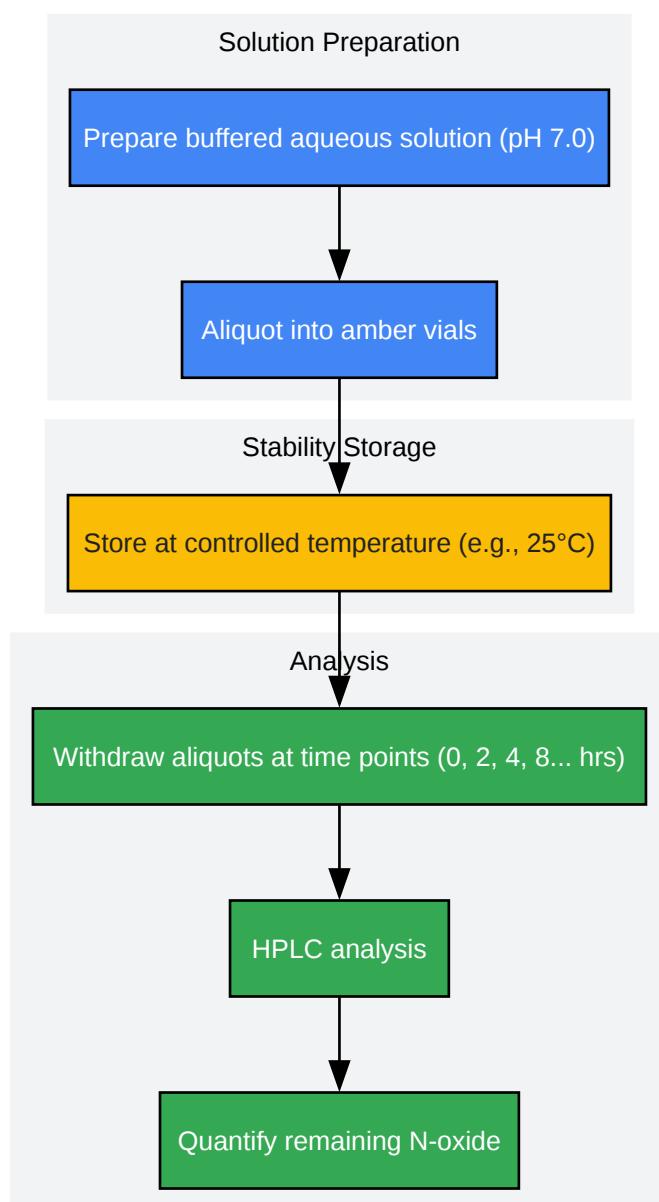 Solution Preparation
Prepare buffered aqueous solution (pH 7.0)
Aliquot into amber vials
Stability Storage
Store at controlled temperature (e.g., 25°C)
Analysis
Withdraw aliquots at time points (0, 2, 4, 8... hrs)
HPLC analysis
Quantify remaining N-oxide